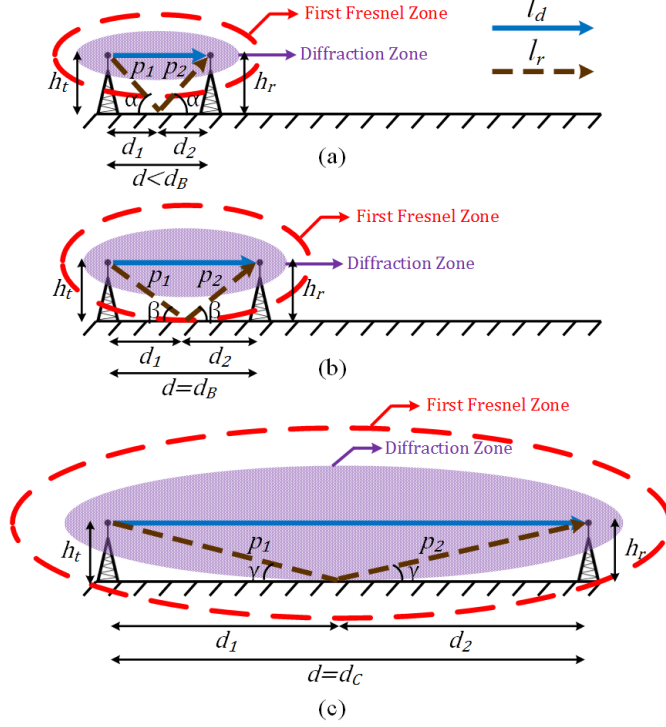 First Fresnel Zone
l_d
Diffraction Zone
l_r
p_1 p_2
h_t
h_r
α α
d_1 d_2
d<d_B
(a)
First Fresnel Zone
Diffraction Zone
p_1 p_2
h_t
h_r
β β
d_1 d_2
d=d_B
(b)
First Fresnel Zone
Diffraction Zone
p_1 p_2
h_t
h_r
γ γ
d_1 d_2
d=d_C
(c)